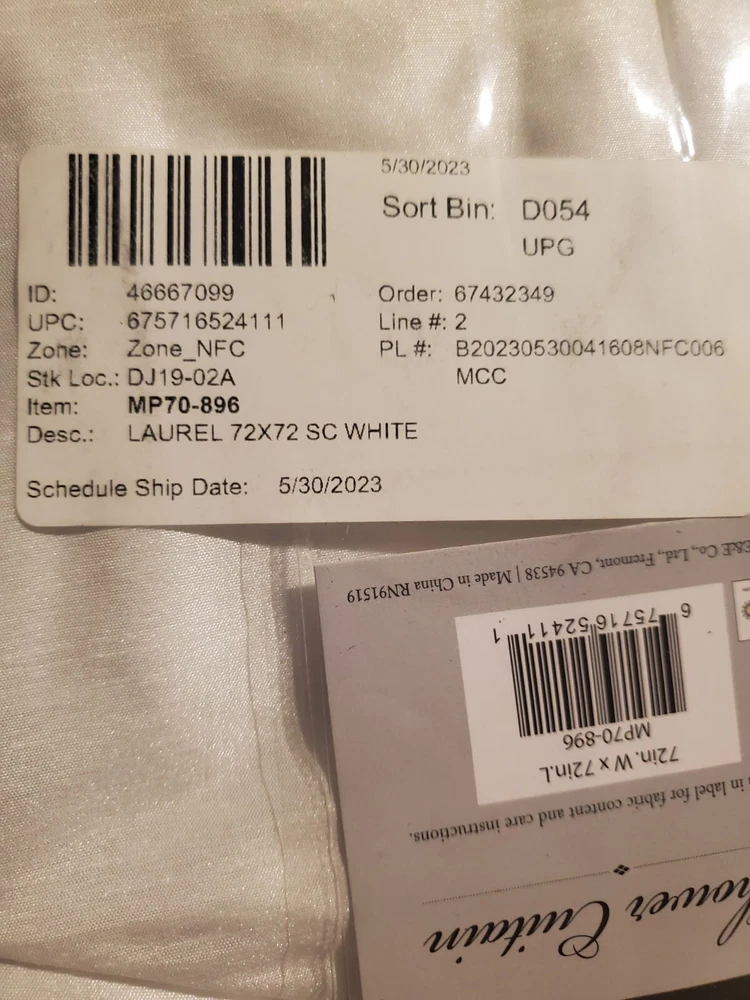 5/30/2023
Sort Bin: D054
UPG
ID: 46667099
UPC: 675716524111
Zone: Zone_NFC
Stk Loc.: DJ19-02A
Item: MP70-896
Desc.: LAUREL 72X72 SC WHITE
Order: 67432349
Line #: 2
PL #: B20230530041608NFC006
MCC
Schedule Ship Date: 5/30/2023
Curtain
in label for fabric content and care instructions.
72in.W x 72in.L
MP70-896
6 75716 52411 1
E&E Co., Ltd, Fremont, CA 94538 | Made in China RN91519